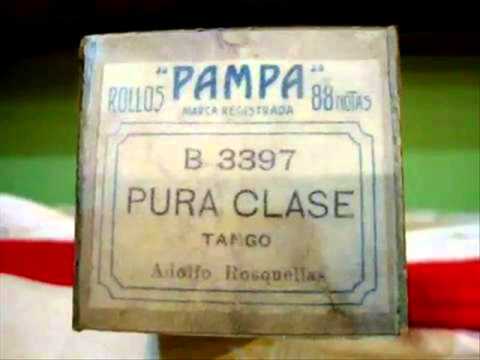 ROLLOS "PAMPA" 88 NOTAS
MARCA REGISTRADA
B 3397
PURA CLASE
TANGO
Adolfo Rosquellas